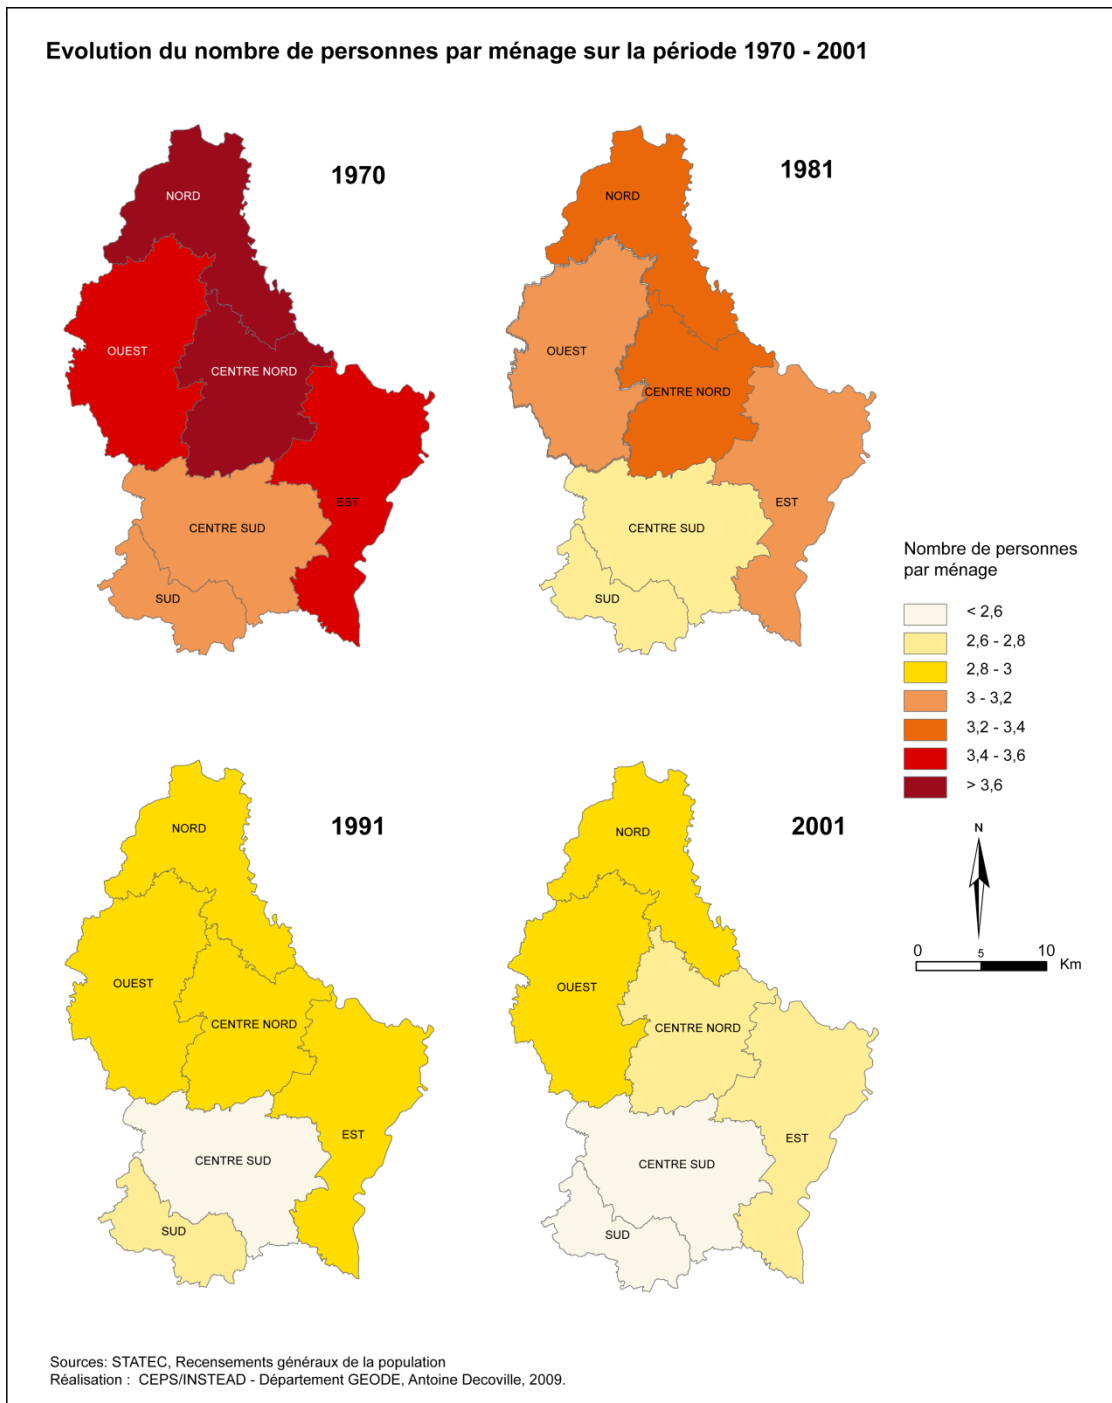 Evolution du nombre de personnes par ménage sur la période 1970 - 2001
1970
NORD
OUEST
CENTRE NORD
EST
CENTRE SUD
SUD
1981
NORD
OUEST
CENTRE NORD
EST
CENTRE SUD
SUD
Nombre de personnes
par ménage
< 2,6
2,6 - 2,8
2,8 - 3
3 - 3,2
3,2 - 3,4
3,4 - 3,6
> 3,6
N
0 5 10
Km
1991
NORD
OUEST
CENTRE NORD
EST
CENTRE SUD
SUD
2001
NORD
OUEST
CENTRE NORD
EST
CENTRE SUD
SUD
Sources: STATEC, Recensements généraux de la population
Réalisation : CEPS/INSTEAD - Département GEODE, Antoine Decoville, 2009.